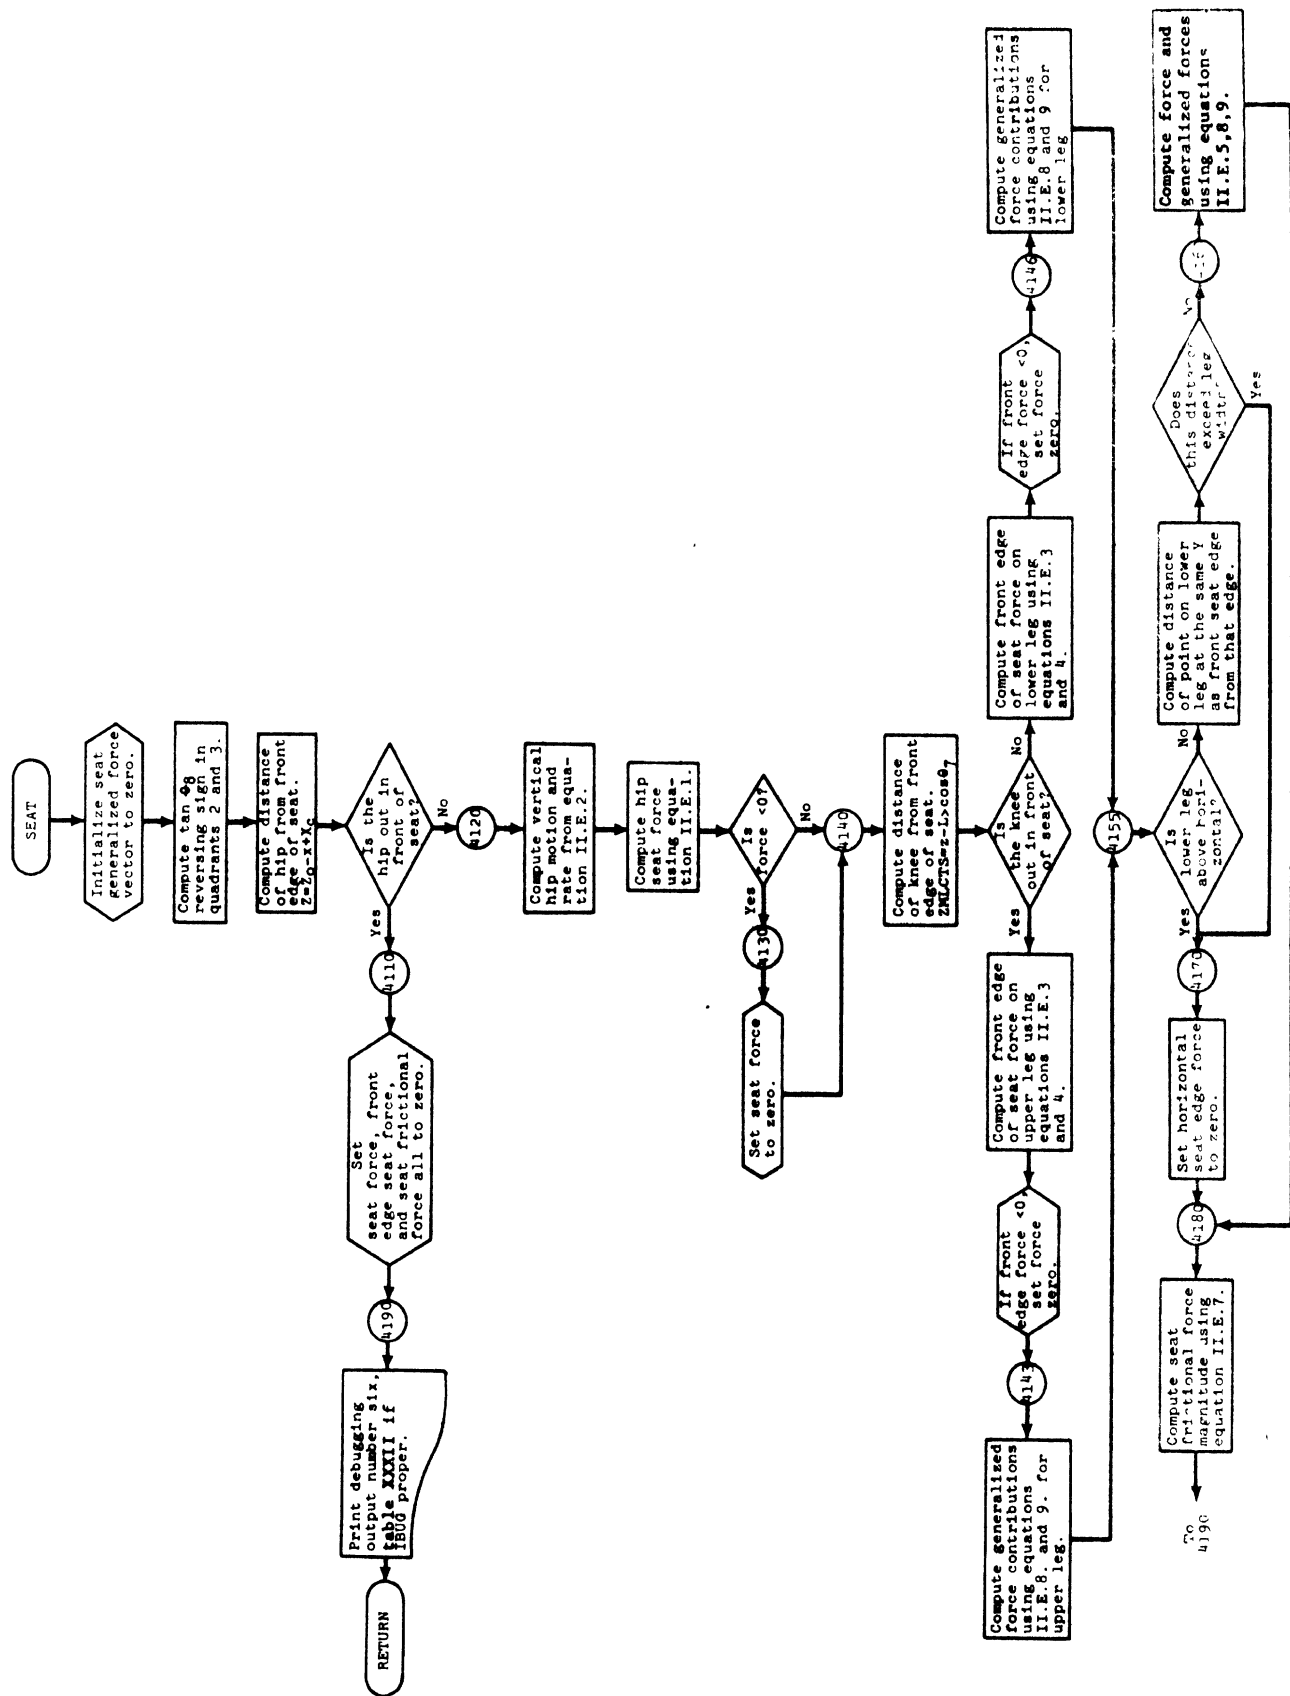 SEAT
Initialize seat
generalized force
vector to zero.
Compute tan θ8
reversing sign in
quadrants 2 and 3.
Compute distance
of hip from front
edge of seat.
Is the
hip out in
front of
seat?
Yes
No
4110
Set
seat force, front
edge seat force,
and seat frictional
force all to zero.
4190
Print debugging
output number six,
table XXXII if
IBUG proper.
RETURN
4120
Compute vertical
hip motion and
rate from equa-
tion II.E.2.
Compute hip
seat force
using equa-
tion II.E.1.
Is
Force <0?
Yes
No
4130
Set seat force
to zero.
4140
Compute distance
of knee from front
edge of seat.
Is
the knee
out in front
of seat?
Yes
No
Compute front edge
of seat force on
upper leg using
equations II.E.3
and 4.
If front
edge force <0,
set force
zero.
4143
Compute generalized
force contributions
using equations
II.E.8. and 9. for
upper leg.
Compute front edge
of seat force on
lower leg using
equations II.E.3
and 4.
If front
edge force <0,
set force
zero.
4146
Compute generalized
force contributions
using equations
II.E.8 and 9 for
lower leg
4155
Is
lower leg
above hori-
zontal?
Yes
No
Compute distance
of point on lower
leg at the same Y
as front seat edge
from that edge.
Does
this distance
exceed leg
width
No
Yes
Compute force and
generalized forces
using equations
II.E.5,8,9.
4170
Set horizontal
seat edge force
to zero.
4180
Compute seat
frictional force
magnitude using
equation II.E.7.
To
4190